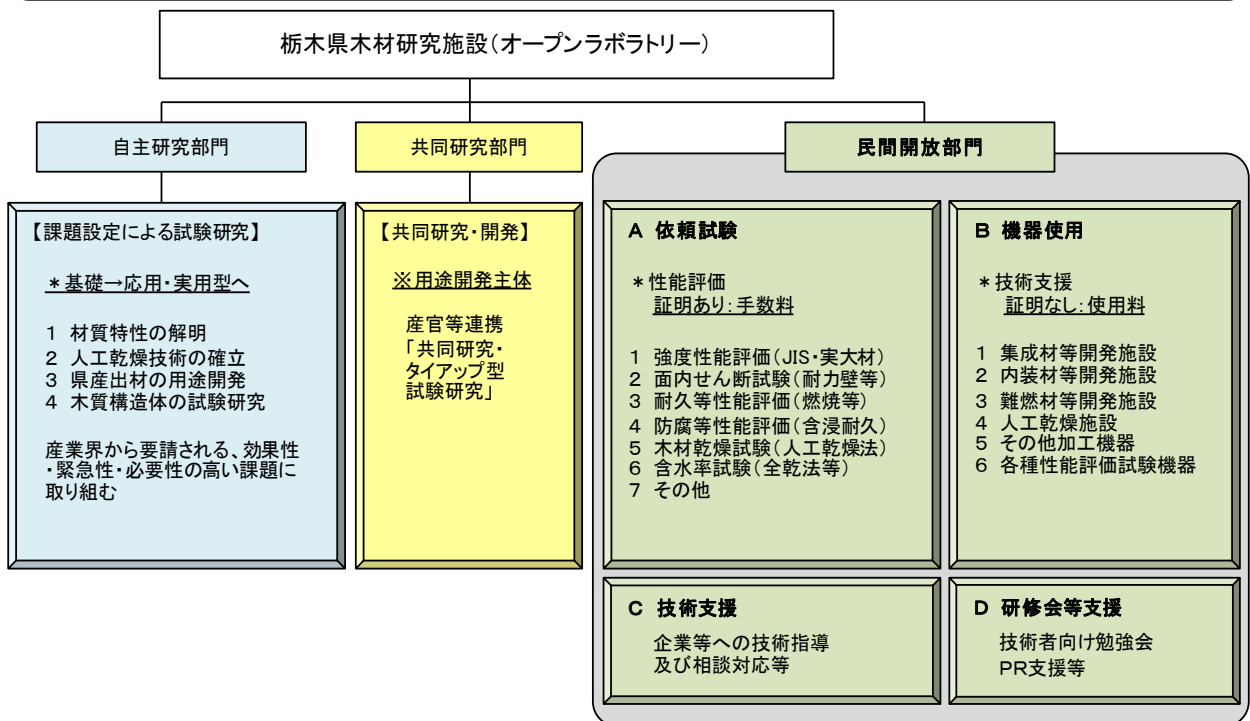 栃木県木材研究施設（オープンラボラトリー）
自主研究部門
【課題設定による試験研究】
＊基礎→応用・実用型へ
1 材質特性の解明
2 人工乾燥技術の確立
3 県産出材の用途開発
4 木質構造体の試験研究
産業界から要請される、効果性
・緊急性・必要性の高い課題に
取り組む
共同研究部門
【共同研究・開発】
※用途開発主体
産官等連携
「共同研究・
タイアップ型
試験研究」
民間開放部門
A 依頼試験
＊性能評価
証明あり：手数料
1 強度性能評価（JIS・実大材）
2 面内せん断試験（耐力壁等）
3 耐久等性能評価（燃焼等）
4 防腐等性能評価（含浸耐久）
5 木材乾燥試験（人工乾燥法）
6 含水率試験（全乾法等）
7 その他
B 機器使用
＊技術支援
証明なし：使用料
1 集成材等開発施設
2 内装材等開発施設
3 難燃材等開発施設
4 人工乾燥施設
5 その他加工機器
6 各種性能評価試験機器
C 技術支援
企業等への技術指導
及び相談対応等
D 研修会等支援
技術者向け勉強会
PR支援等